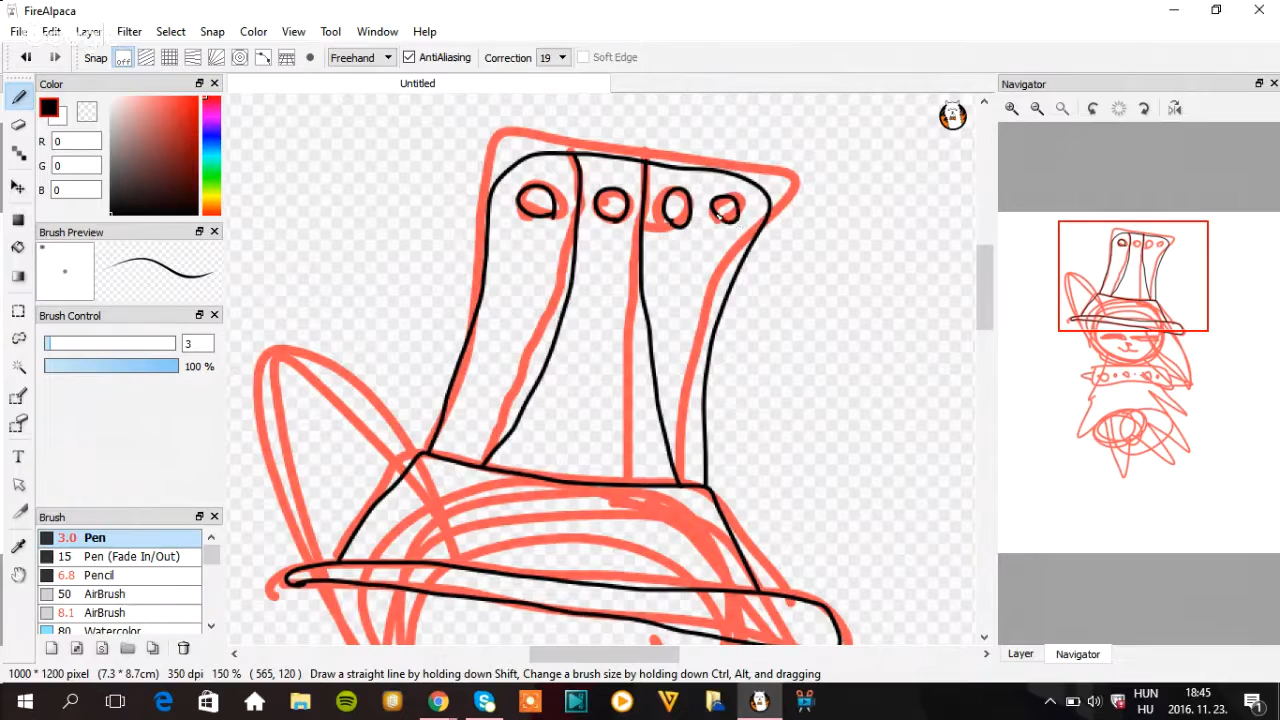 FireAlpaca
File Edit Layer Filter Select Snap Color View Tool Window Help
Snap off Freehand AntiAliasing Correction 19 Soft Edge
Color
Untitled
Navigator
R 0
G 0
B 0
Brush Preview
Brush Control
3
100 %
Brush
3.0 Pen
15 Pen (Fade In/Out)
6.8 Pencil
50 AirBrush
8.1 AirBrush
80 Watercolor
T
Layer Navigator
1000 * 1200 pixel (7.3 * 8.7cm) 350 dpi 150 % (565, 120) Draw a straight line by holding down Shift, Change a brush size by holding down Ctrl, Alt, and dragging
HUN 18:45
HU 2016. 11. 23.
1